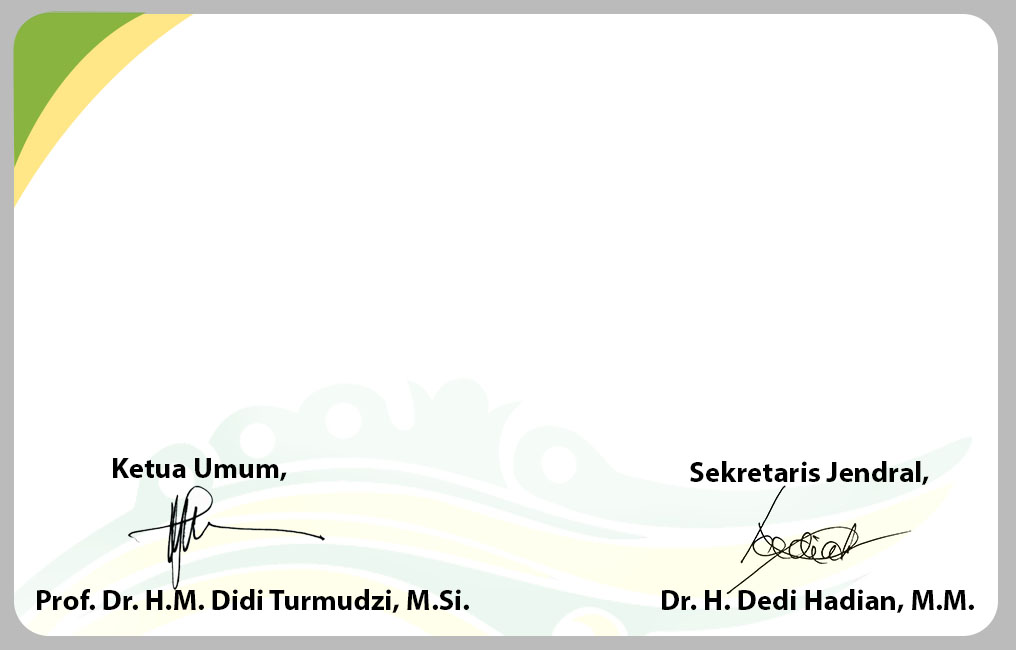 Ketua Umum,
Sekretaris Jendral,
Prof. Dr. H.M. Didi Turmudzi, M.Si.
Dr. H. Dedi Hadian, M.M.